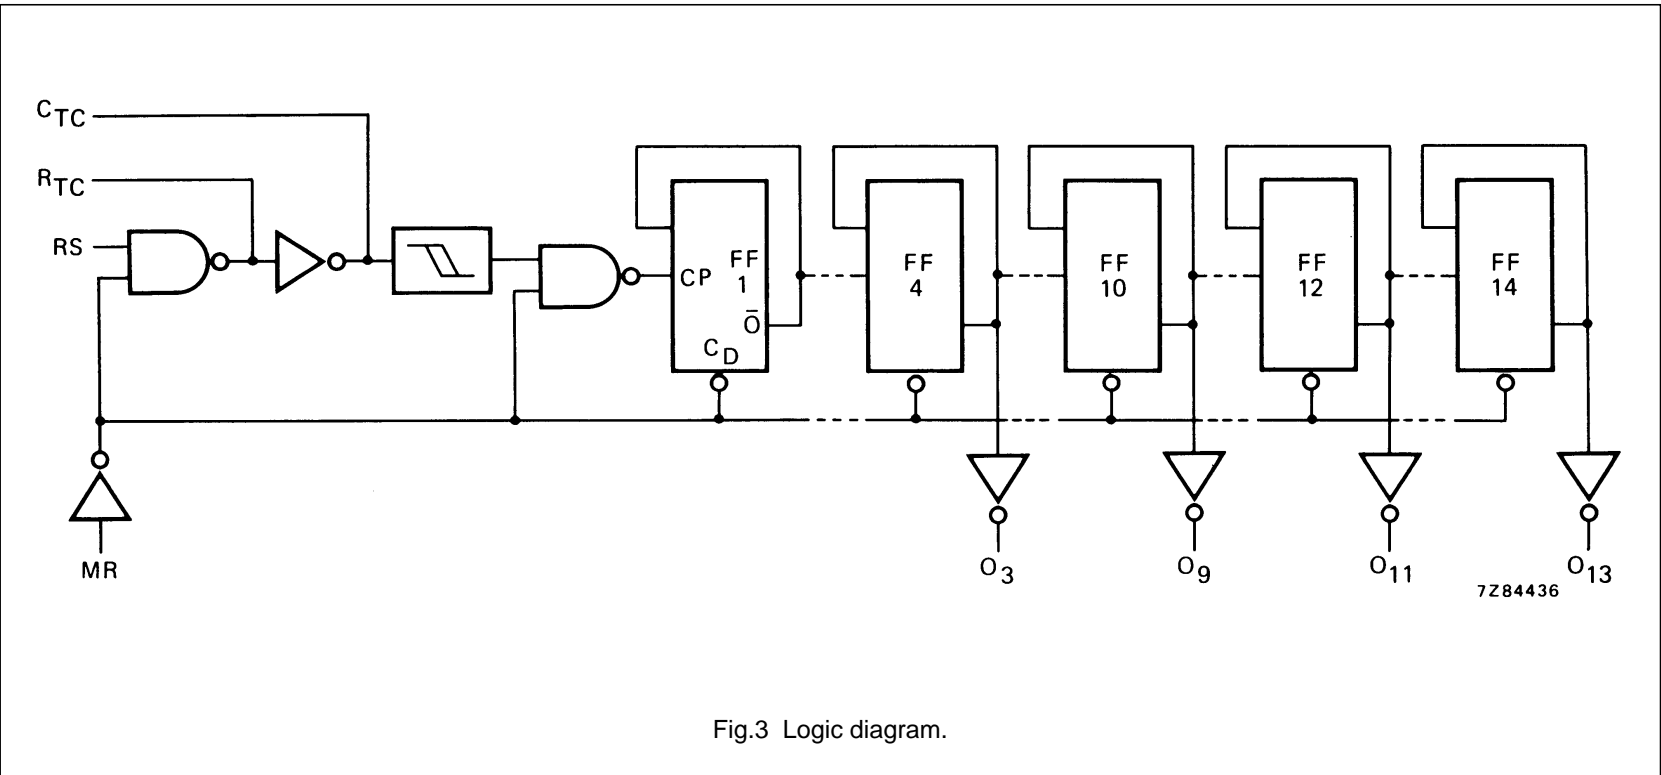 CTC
RTC
RS
CP
FF
1
Ō
CD
FF
4
FF
10
FF
12
FF
14
MR
O3
O9
O11
O13
7Z84436
Fig.3 Logic diagram.